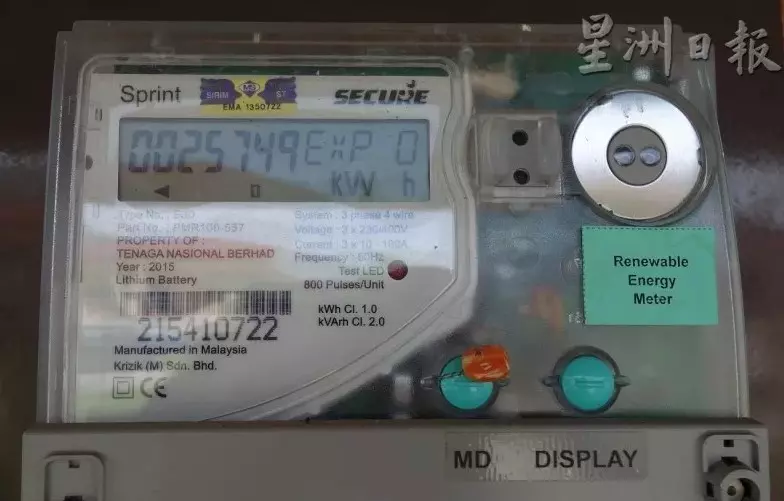 星洲日報
Sprint
SIRIM ST
EMA 1350722
SECURE
0025749 EXP 0
kW h
Type No.: S30
Part No.: PMR100-537
PROPERTY OF :
TENAGA NASIONAL BERHAD
Year : 2015
Lithium Battery
System : 3 phase 4 wire
Voltage : 3 x 230/400V
Current : 3 x 10 - 100A
Frequency : 50Hz
Test LED
800 Pulses/Unit
kWh Cl. 1.0
kVArh Cl. 2.0
215410722
Manufactured in Malaysia
Krizik (M) Sdn. Bhd.
CE
Renewable
Energy
Meter
MD DISPLAY